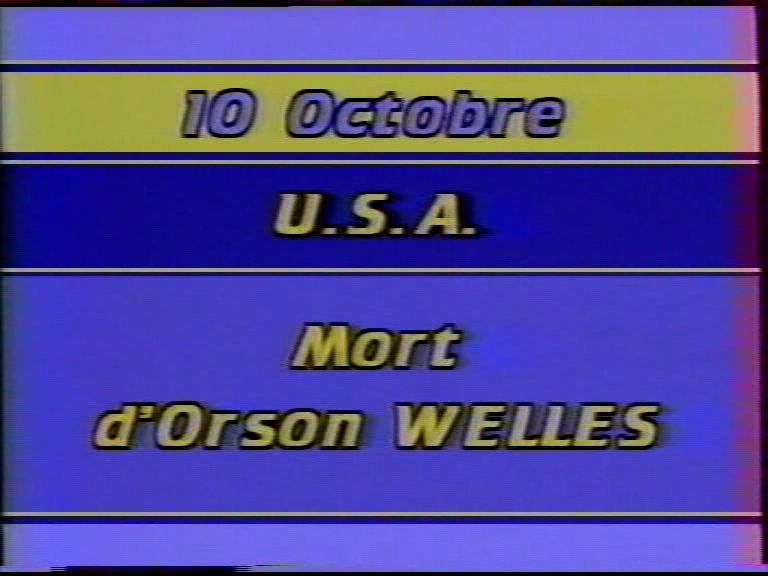 10 Octobre
U.S.A.
Mort
d'Orson WELLES